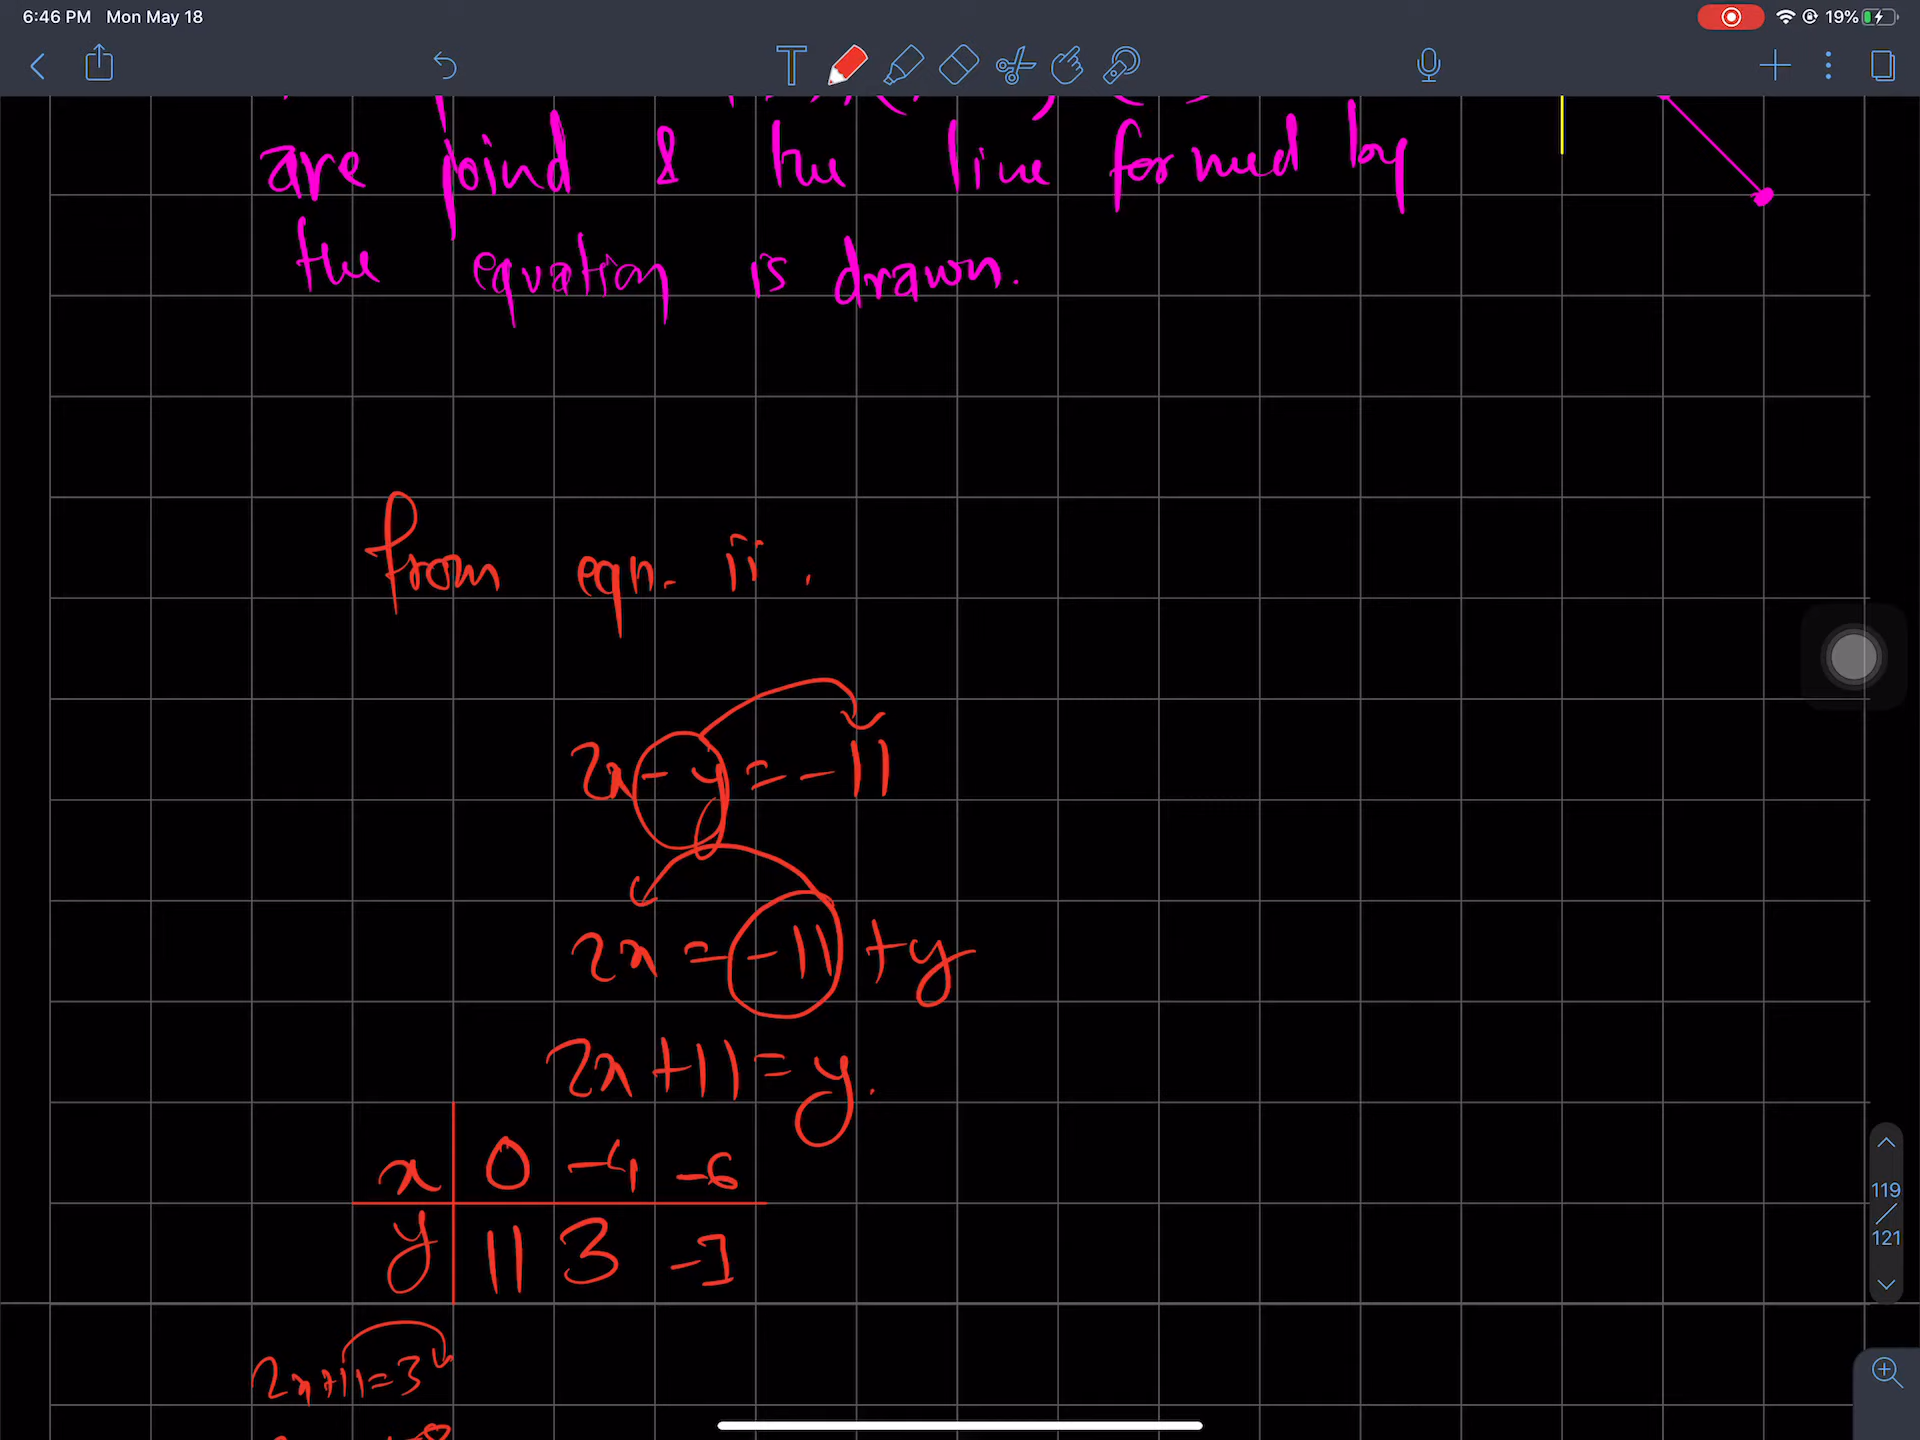 6:46 PM Mon May 18
19%
are joind & the line formed by
the equation is drawn.
from eqn. ii.
2x - y = -11
2x = -11 + y
2x + 11 = y.
x 0 -4 -6
y 11 3 -1
2x+11=3
119
/
121